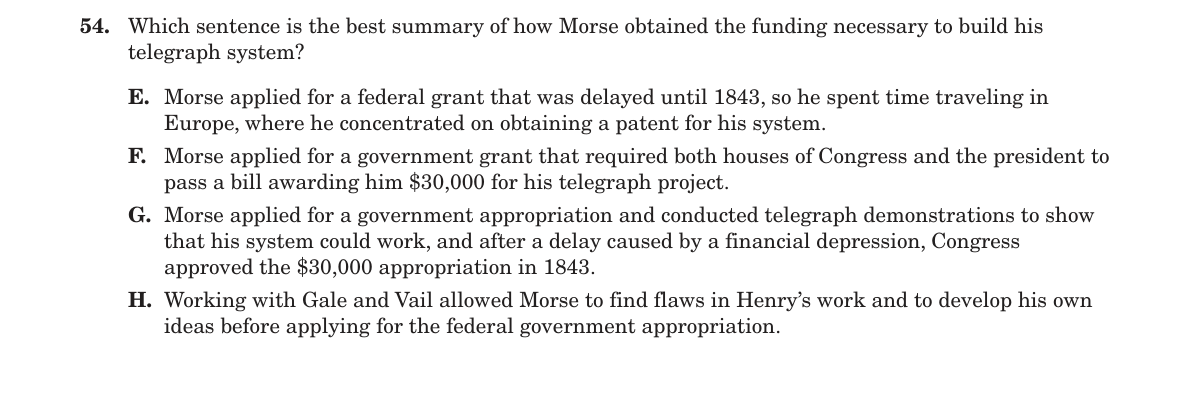 54. Which sentence is the best summary of how Morse obtained the funding necessary to build his
telegraph system?
E. Morse applied for a federal grant that was delayed until 1843, so he spent time traveling in
Europe, where he concentrated on obtaining a patent for his system.
F. Morse applied for a government grant that required both houses of Congress and the president to
pass a bill awarding him $30,000 for his telegraph project.
G. Morse applied for a government appropriation and conducted telegraph demonstrations to show
that his system could work, and after a delay caused by a financial depression, Congress
approved the $30,000 appropriation in 1843.
H. Working with Gale and Vail allowed Morse to find flaws in Henry’s work and to develop his own
ideas before applying for the federal government appropriation.